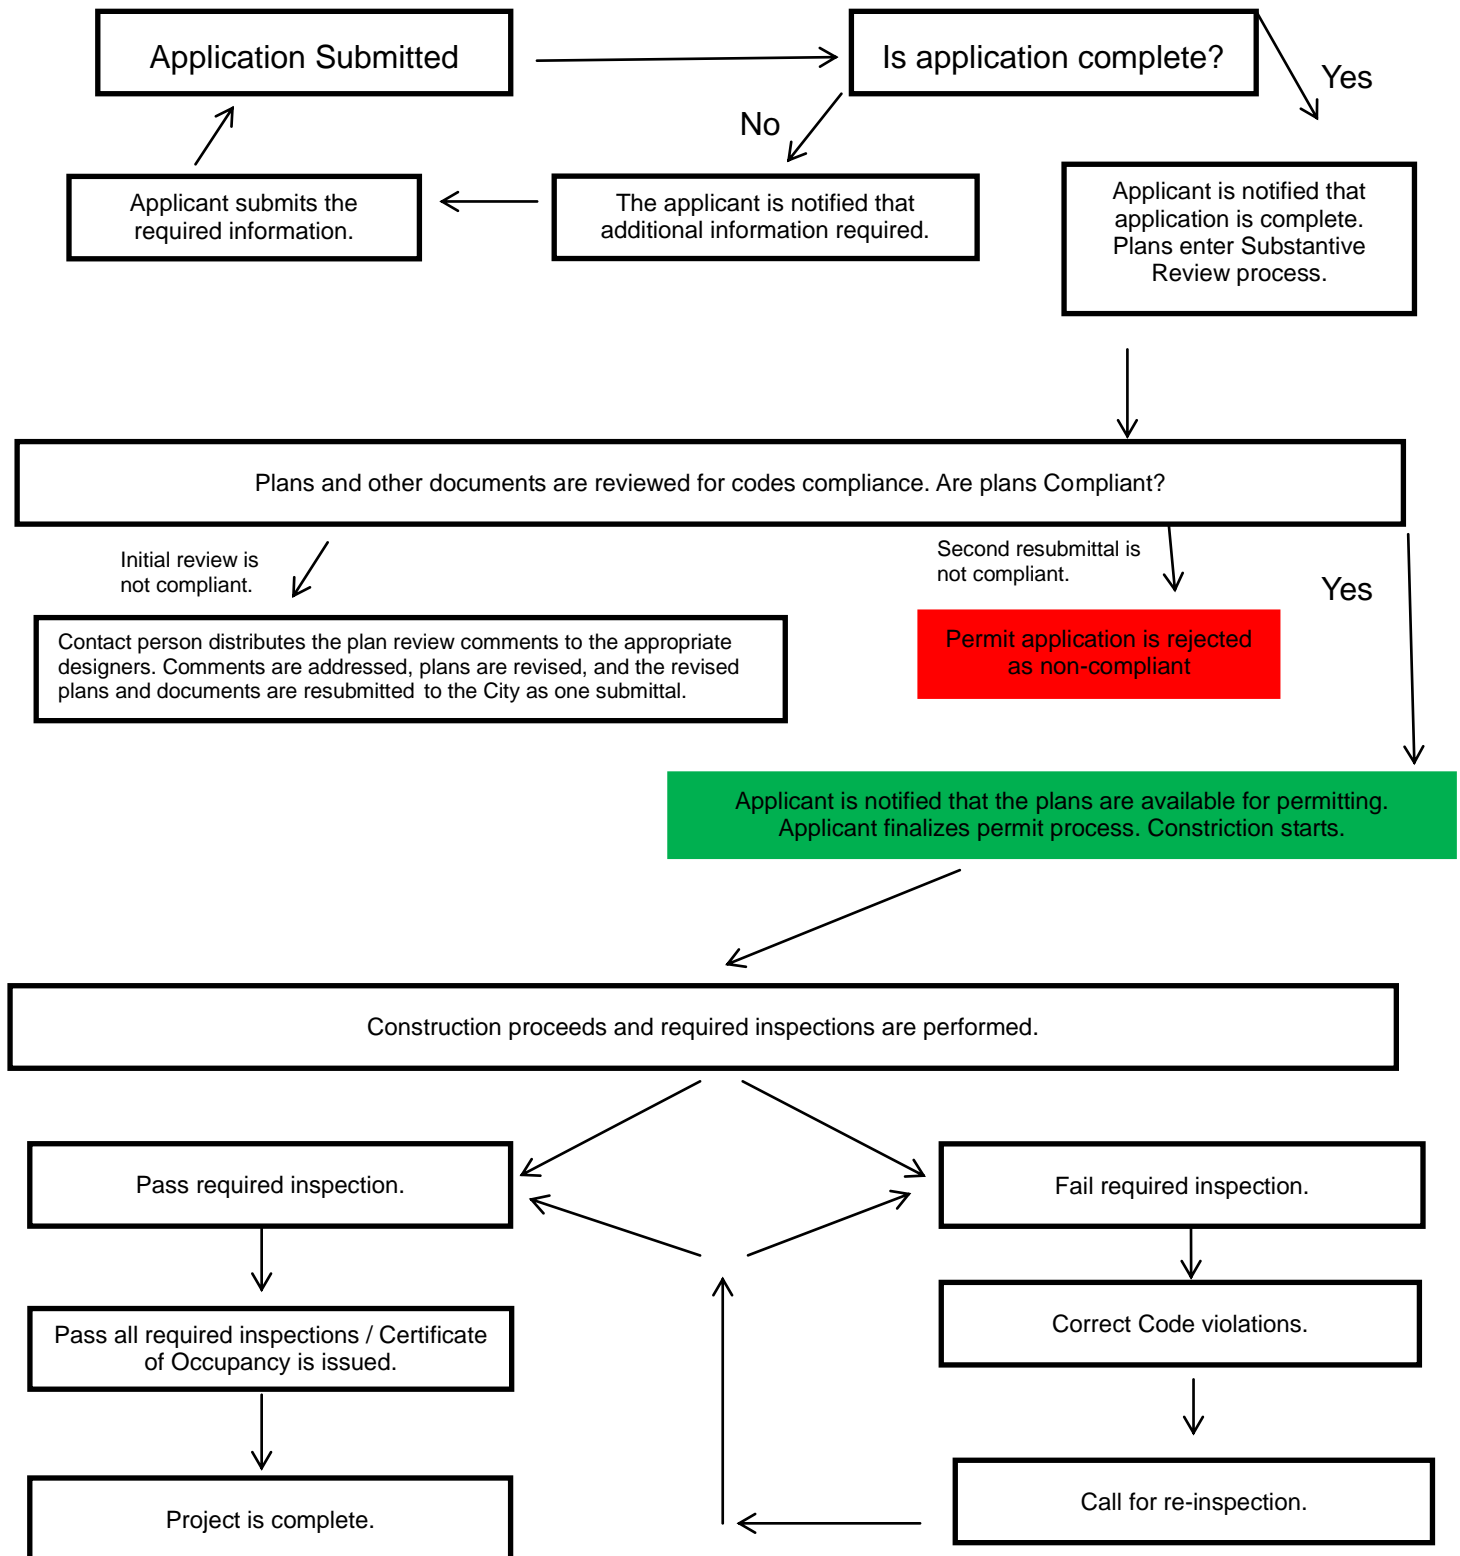 Application Submitted
Is application complete?
Yes
No
Applicant submits the
required information.
The applicant is notified that
additional information required.
Applicant is notified that
application is complete.
Plans enter Substantive
Review process.
Plans and other documents are reviewed for codes compliance. Are plans Compliant?
Initial review is
not compliant.
Second resubmittal is
not compliant.
Yes
Contact person distributes the plan review comments to the appropriate
designers. Comments are addressed, plans are revised, and the revised
plans and documents are resubmitted to the City as one submittal.
Permit application is rejected
as non-compliant
Applicant is notified that the plans are available for permitting.
Applicant finalizes permit process. Constriction starts.
Construction proceeds and required inspections are performed.
Pass required inspection.
Fail required inspection.
Pass all required inspections / Certificate
of Occupancy is issued.
Correct Code violations.
Project is complete.
Call for re-inspection.